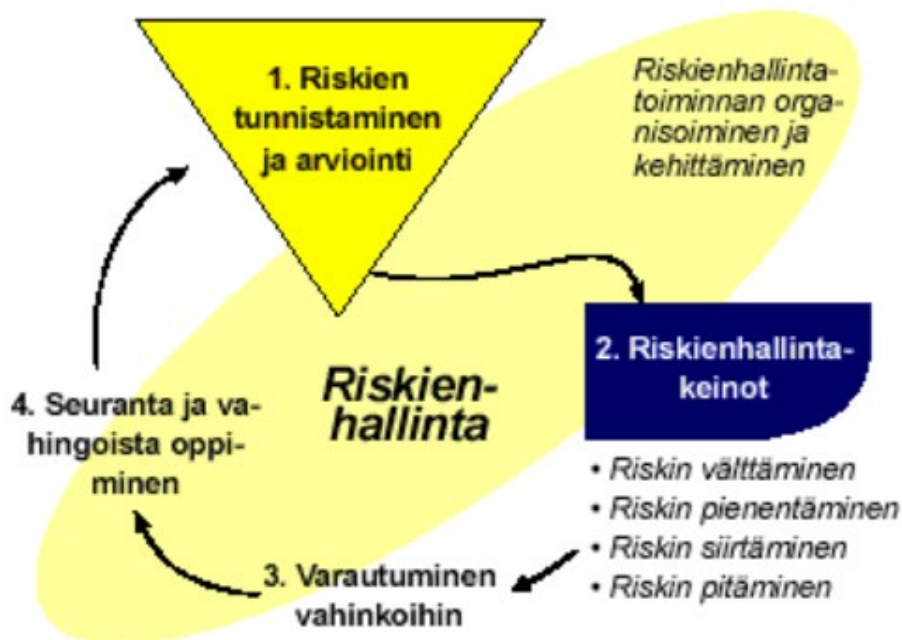 1. Riskien
tunnistaminen
ja arviointi
Riskienhallinta-
toiminnan orga-
nisoiminen ja
kehittäminen
2. Riskienhallinta-
keinot
• Riskin välttäminen
• Riskin pienentäminen
• Riskin siirtäminen
• Riskin pitäminen
3. Varautuminen
vahinkoihin
4. Seuranta ja va-
hingoista oppi-
minen
Riskien-
hallinta